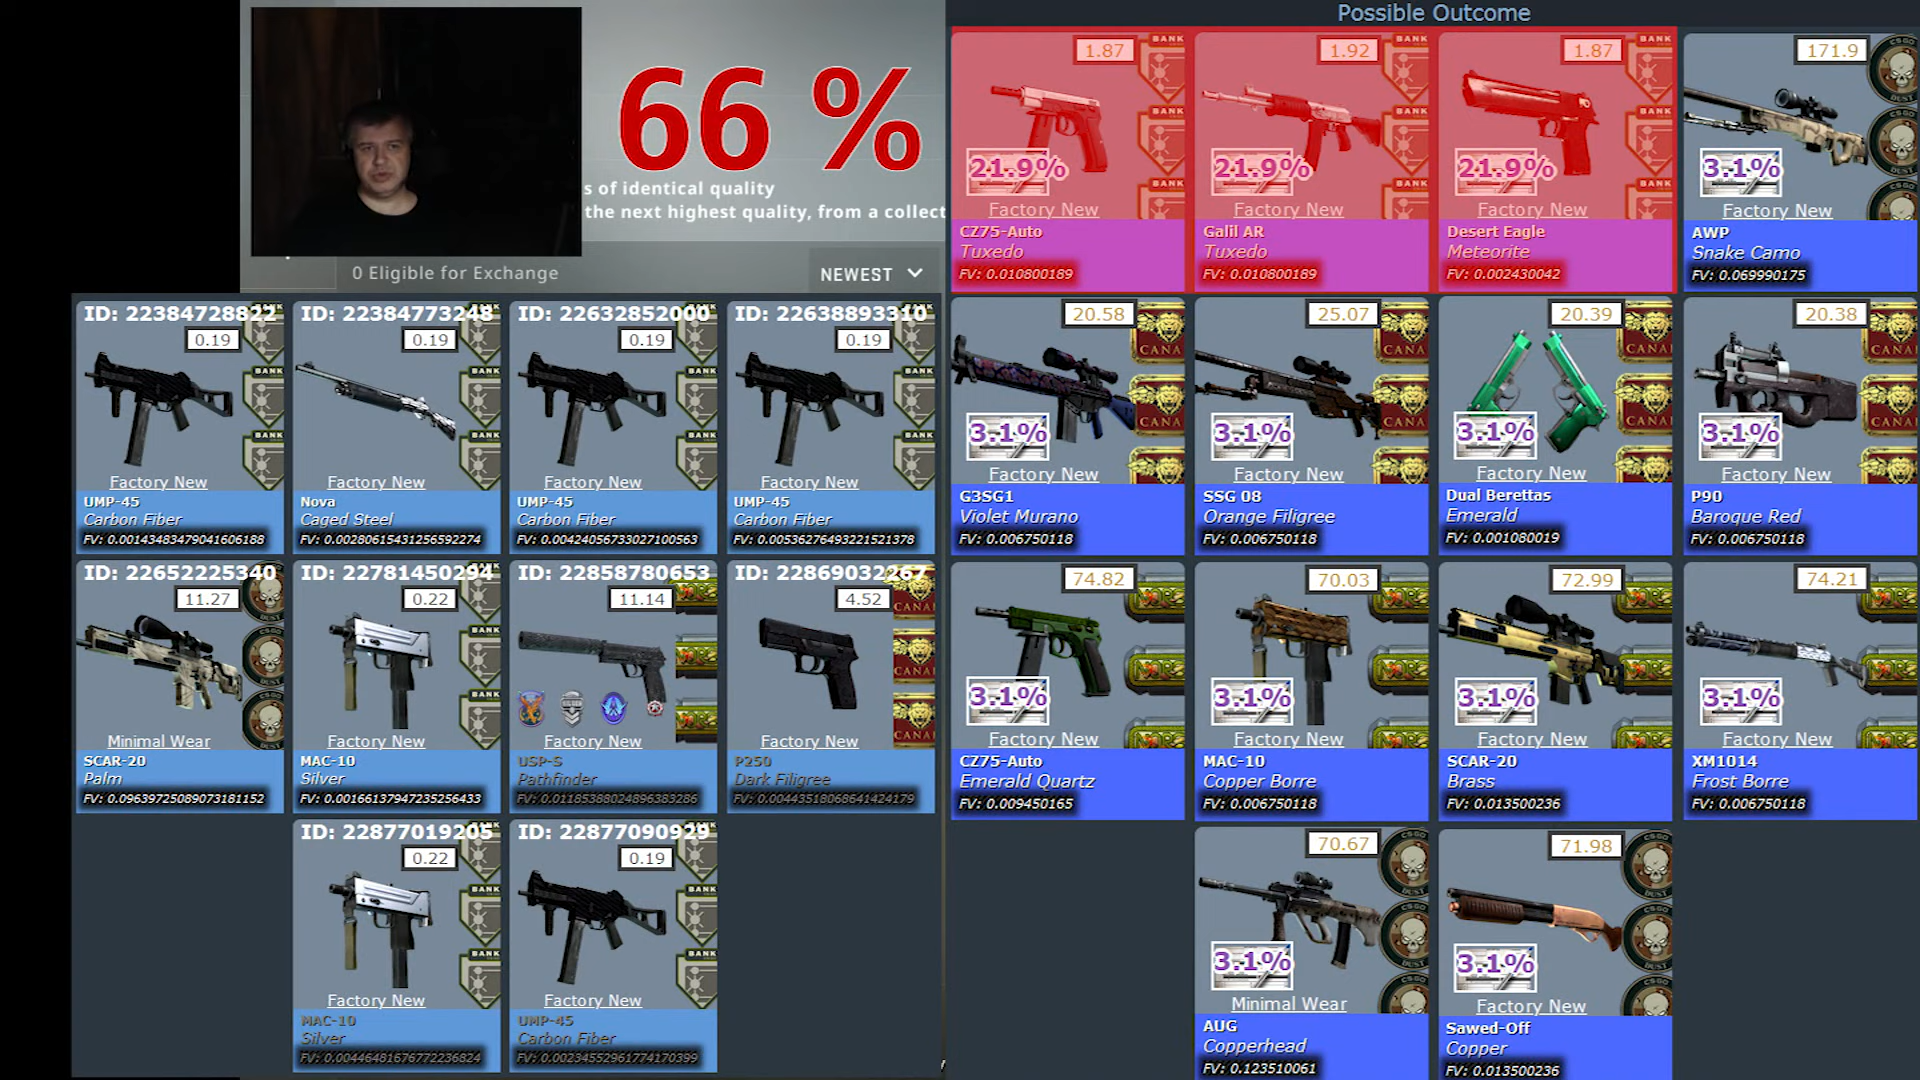 Possible Outcome
66 %
s of identical quality
the next highest quality, from a collect
0 Eligible for Exchange
NEWEST
1.87
21.9%
Factory New
CZ75-Auto
Tuxedo
FV: 0.010800189
1.92
21.9%
Factory New
Galil AR
Tuxedo
FV: 0.010800189
1.87
21.9%
Factory New
Desert Eagle
Meteorite
FV: 0.002430042
171.9
3.1%
Factory New
AWP
Snake Camo
FV: 0.069990175
ID: 22384728822
0.19
Factory New
UMP-45
Carbon Fiber
FV: 0.00143483479041606188
ID: 22384773248
0.19
Factory New
Nova
Caged Steel
FV: 0.00280615431256592274
ID: 22632852000
0.19
Factory New
UMP-45
Carbon Fiber
FV: 0.00424056733027100563
ID: 22638893310
0.19
Factory New
UMP-45
Carbon Fiber
FV: 0.00536276493221521378
20.58
3.1%
Factory New
G3SG1
Violet Murano
FV: 0.006750118
25.07
3.1%
Factory New
SSG 08
Orange Filigree
FV: 0.006750118
20.39
3.1%
Factory New
Dual Berettas
Emerald
FV: 0.001080019
20.38
3.1%
Factory New
P90
Baroque Red
FV: 0.006750118
ID: 22652225340
11.27
Minimal Wear
SCAR-20
Palm
FV: 0.09639725089073181152
ID: 22781450294
0.22
Factory New
MAC-10
Silver
FV: 0.00166137947235256433
ID: 22858780653
11.14
Factory New
USP-S
Pathfinder
FV: 0.01185388024896383286
ID: 22869032267
4.52
Factory New
P250
Dark Filigree
FV: 0.00443518068641424179
74.82
3.1%
Factory New
CZ75-Auto
Emerald Quartz
FV: 0.009450165
70.03
3.1%
Factory New
MAC-10
Copper Borre
FV: 0.006750118
72.99
3.1%
Factory New
SCAR-20
Brass
FV: 0.013500236
74.21
3.1%
Factory New
XM1014
Frost Borre
FV: 0.006750118
ID: 22877019205
0.22
Factory New
MAC-10
Silver
FV: 0.00446481676772236824
ID: 22877090929
0.19
Factory New
UMP-45
Carbon Fiber
FV: 0.00234552961774170399
70.67
3.1%
Minimal Wear
AUG
Copperhead
FV: 0.123510061
71.98
3.1%
Factory New
Sawed-Off
Copper
FV: 0.013500236